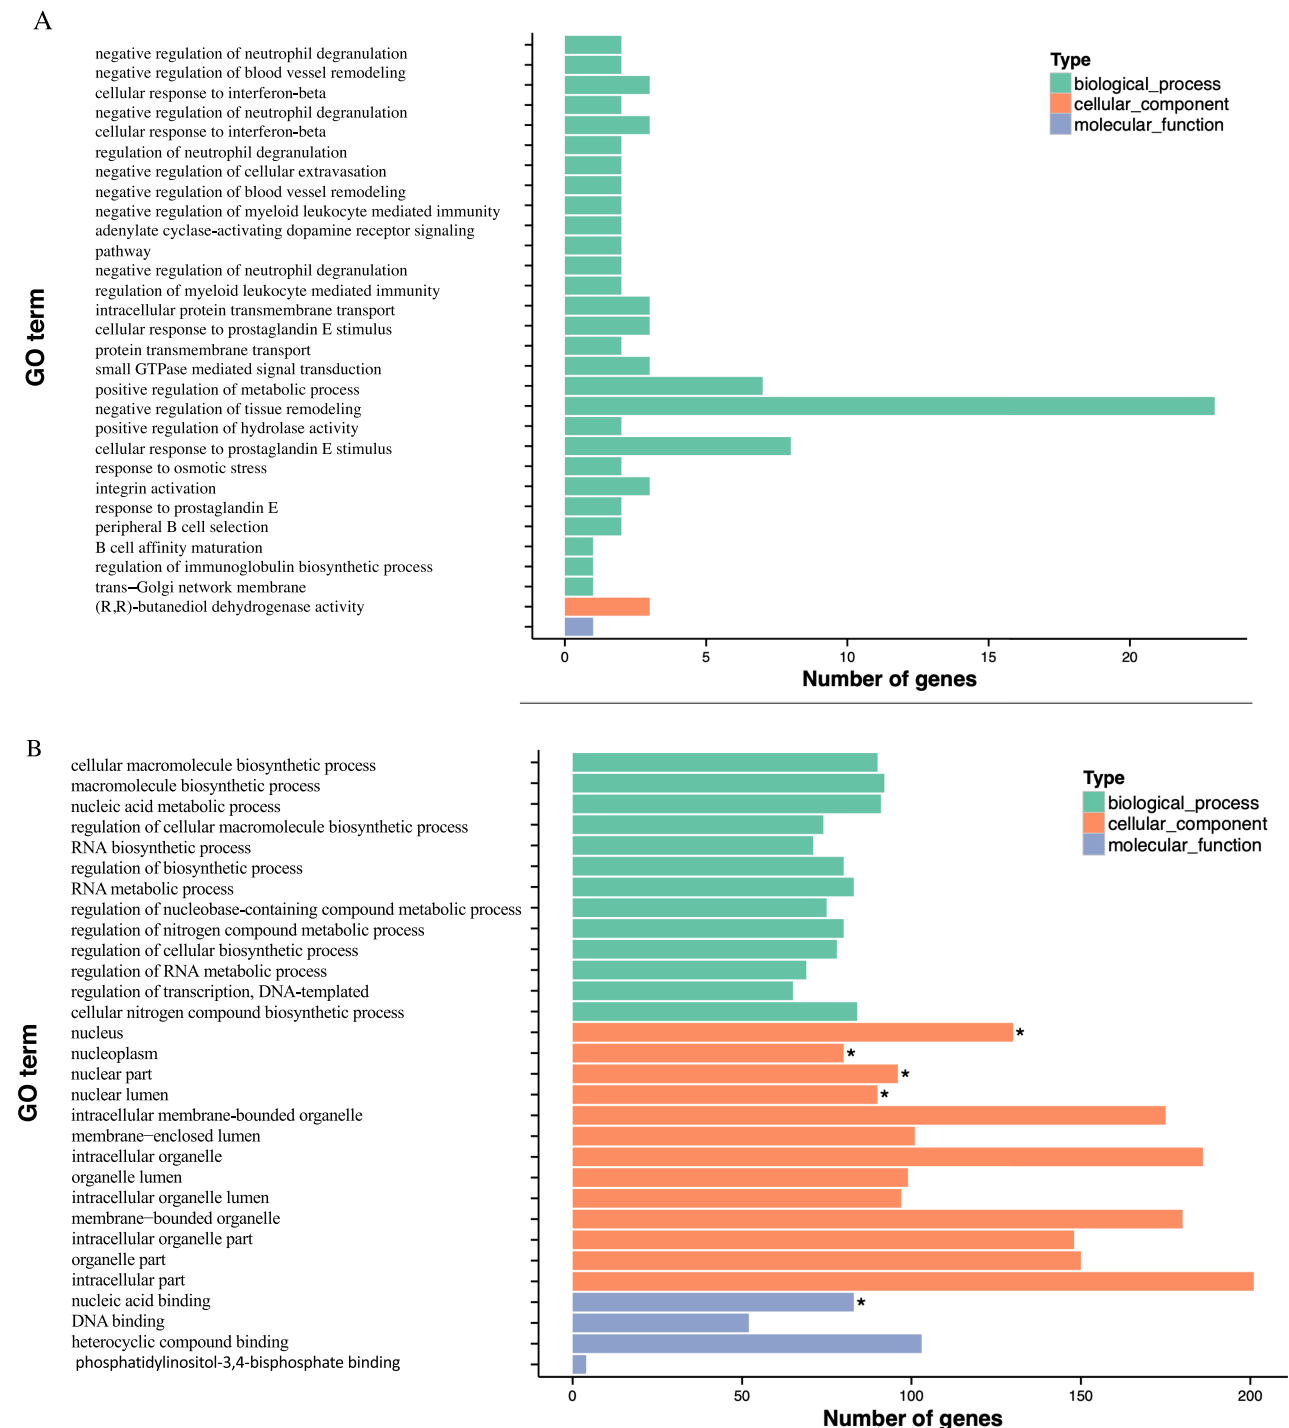 A
negative regulation of neutrophil degranulation
negative regulation of blood vessel remodeling
cellular response to interferon-beta
negative regulation of neutrophil degranulation
cellular response to interferon-beta
regulation of neutrophil degranulation
negative regulation of cellular extravasation
negative regulation of blood vessel remodeling
negative regulation of myeloid leukocyte mediated immunity
adenylate cyclase-activating dopamine receptor signaling
pathway
negative regulation of neutrophil degranulation
regulation of myeloid leukocyte mediated immunity
intracellular protein transmembrane transport
cellular response to prostaglandin E stimulus
protein transmembrane transport
small GTPase mediated signal transduction
positive regulation of metabolic process
negative regulation of tissue remodeling
positive regulation of hydrolase activity
cellular response to prostaglandin E stimulus
response to osmotic stress
integrin activation
response to prostaglandin E
peripheral B cell selection
B cell affinity maturation
regulation of immunoglobulin biosynthetic process
trans−Golgi network membrane
(R,R)-butanediol dehydrogenase activity
GO term
Type
biological_process
cellular_component
molecular_function
0 5 10 15 20
Number of genes
B
cellular macromolecule biosynthetic process
macromolecule biosynthetic process
nucleic acid metabolic process
regulation of cellular macromolecule biosynthetic process
RNA biosynthetic process
regulation of biosynthetic process
RNA metabolic process
regulation of nucleobase-containing compound metabolic process
regulation of nitrogen compound metabolic process
regulation of cellular biosynthetic process
regulation of RNA metabolic process
regulation of transcription, DNA-templated
cellular nitrogen compound biosynthetic process
nucleus *
nucleoplasm *
nuclear part *
nuclear lumen *
intracellular membrane-bounded organelle
membrane−enclosed lumen
intracellular organelle
organelle lumen
intracellular organelle lumen
membrane−bounded organelle
intracellular organelle part
organelle part
intracellular part
nucleic acid binding *
DNA binding
heterocyclic compound binding
phosphatidylinositol-3,4-bisphosphate binding
GO term
Type
biological_process
cellular_component
molecular_function
0 50 100 150 200
Number of genes